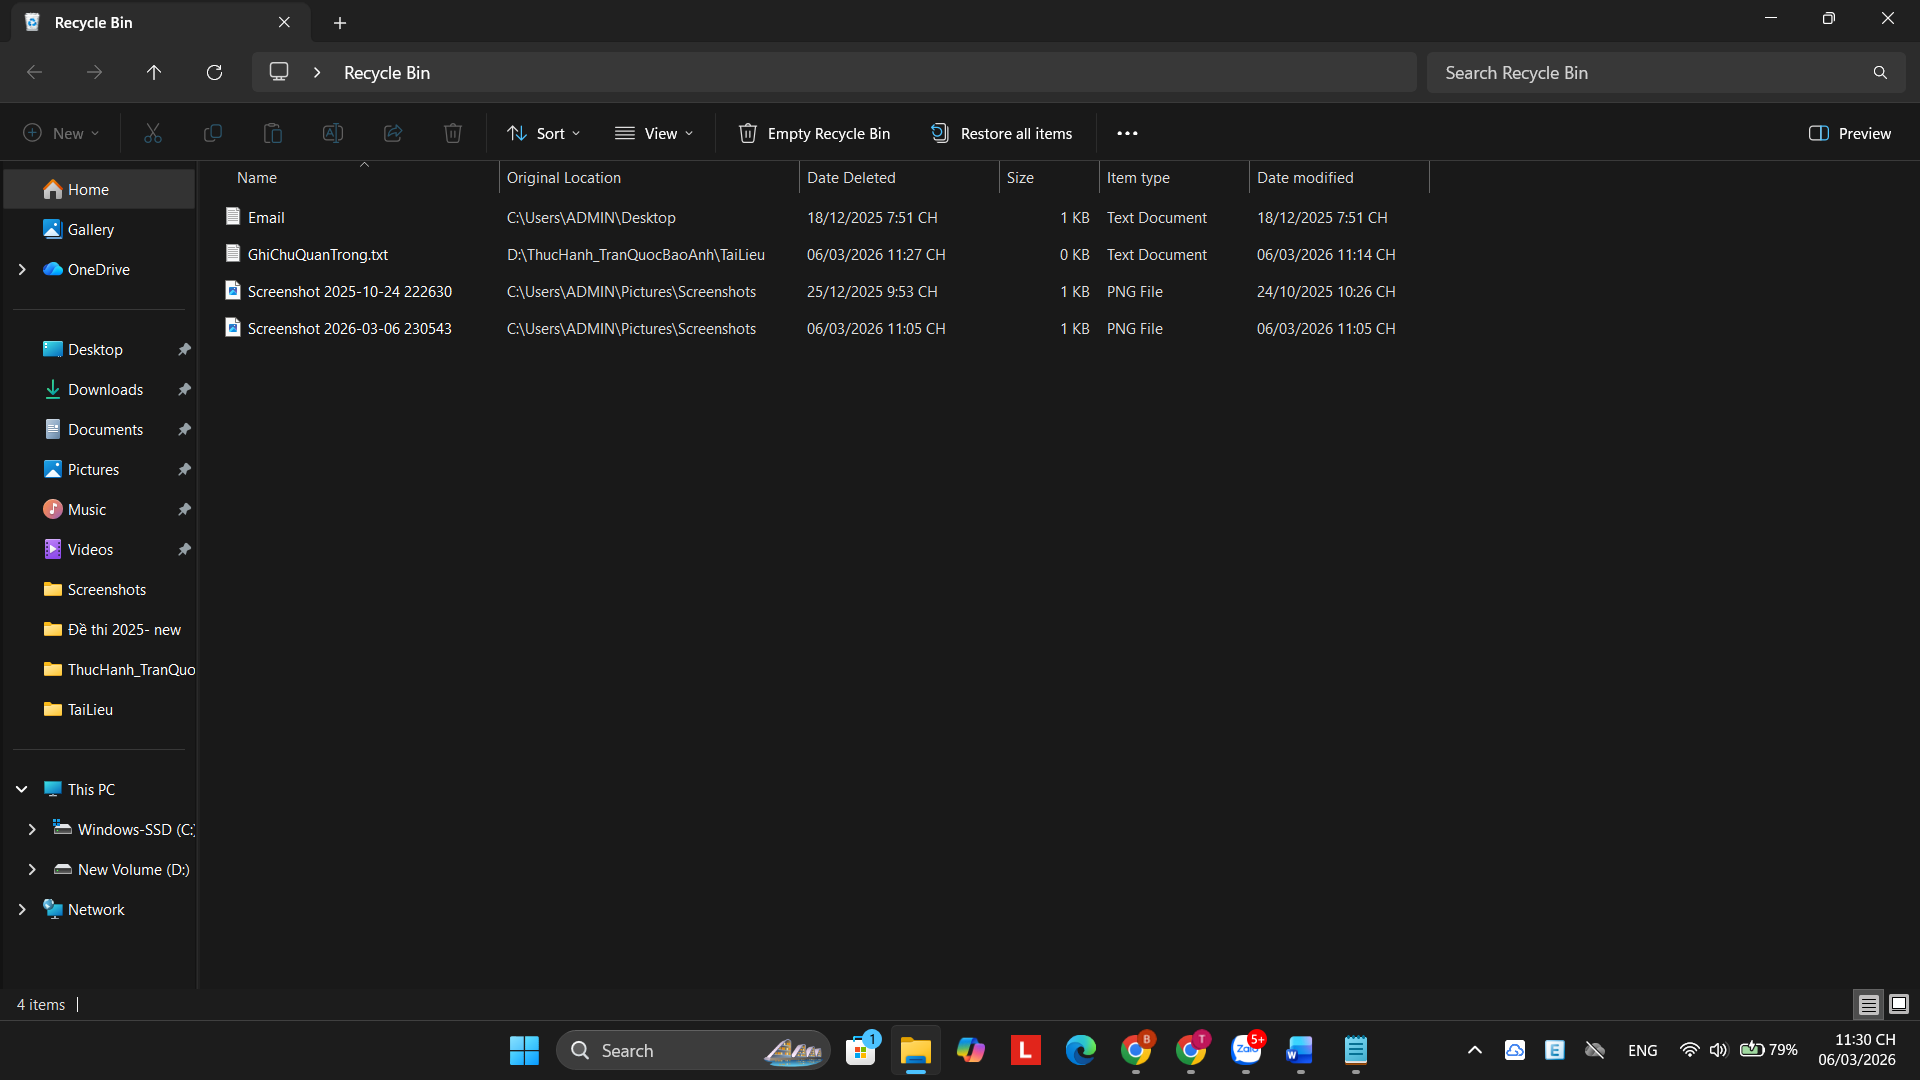 Recycle Bin
Recycle Bin
Search Recycle Bin
New
Sort
View
Empty Recycle Bin
Restore all items
Preview
Name Original Location Date Deleted Size Item type Date modified
Email C:\Users\ADMIN\Desktop 18/12/2025 7:51 CH 1 KB Text Document 18/12/2025 7:51 CH
GhiChuQuanTrong.txt D:\ThucHanh_TranQuocBaoAnh\TaiLieu 06/03/2026 11:27 CH 0 KB Text Document 06/03/2026 11:14 CH
Screenshot 2025-10-24 222630 C:\Users\ADMIN\Pictures\Screenshots 25/12/2025 9:53 CH 1 KB PNG File 24/10/2025 10:26 CH
Screenshot 2026-03-06 230543 C:\Users\ADMIN\Pictures\Screenshots 06/03/2026 11:05 CH 1 KB PNG File 06/03/2026 11:05 CH
Home
Gallery
OneDrive
Desktop
Downloads
Documents
Pictures
Music
Videos
Screenshots
Đề thi 2025- new
ThucHanh_TranQuo
TaiLieu
This PC
Windows-SSD (C:)
New Volume (D:)
Network
4 items
Search
1
L
B
T
Zalo
5+
W
E
ENG
79%
11:30 CH
06/03/2026